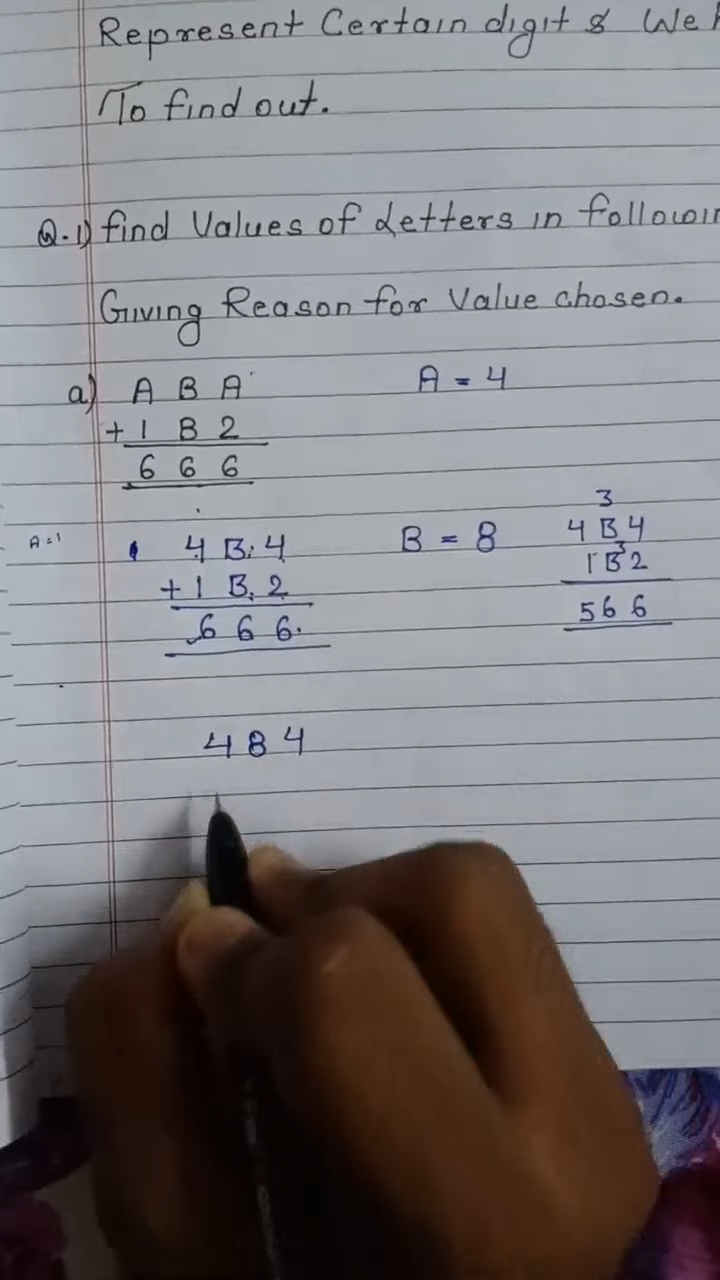 Represent Certain digit & We
To find out.
Q.1) find Values of Letters in
Giving Reason for Value chosen.
a) A B A
A = 4
+ 1 B 2
6 6 6
A = 1
4 B 4
+ 1 B 2
6 6 6
B = 8
3
4 B 4
3
1 B 2
5 6 6
4 8 4